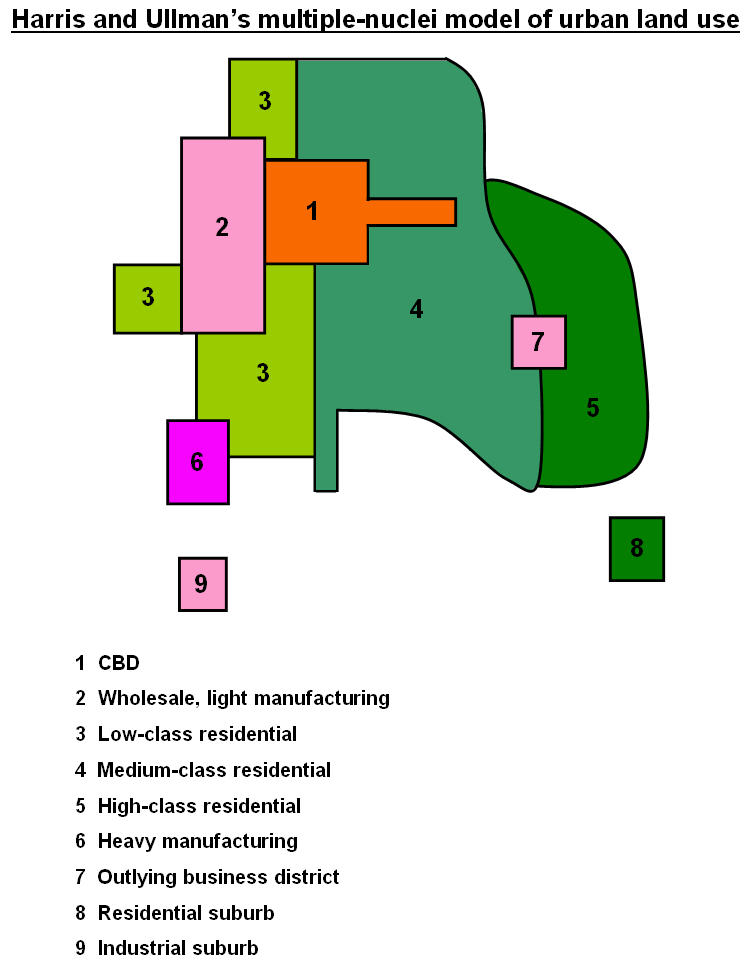 Harris and Ullman’s multiple-nuclei model of urban land use
3
1
2
3
4
7
3
5
6
8
9
1 CBD
2 Wholesale, light manufacturing
3 Low-class residential
4 Medium-class residential
5 High-class residential
6 Heavy manufacturing
7 Outlying business district
8 Residential suburb
9 Industrial suburb